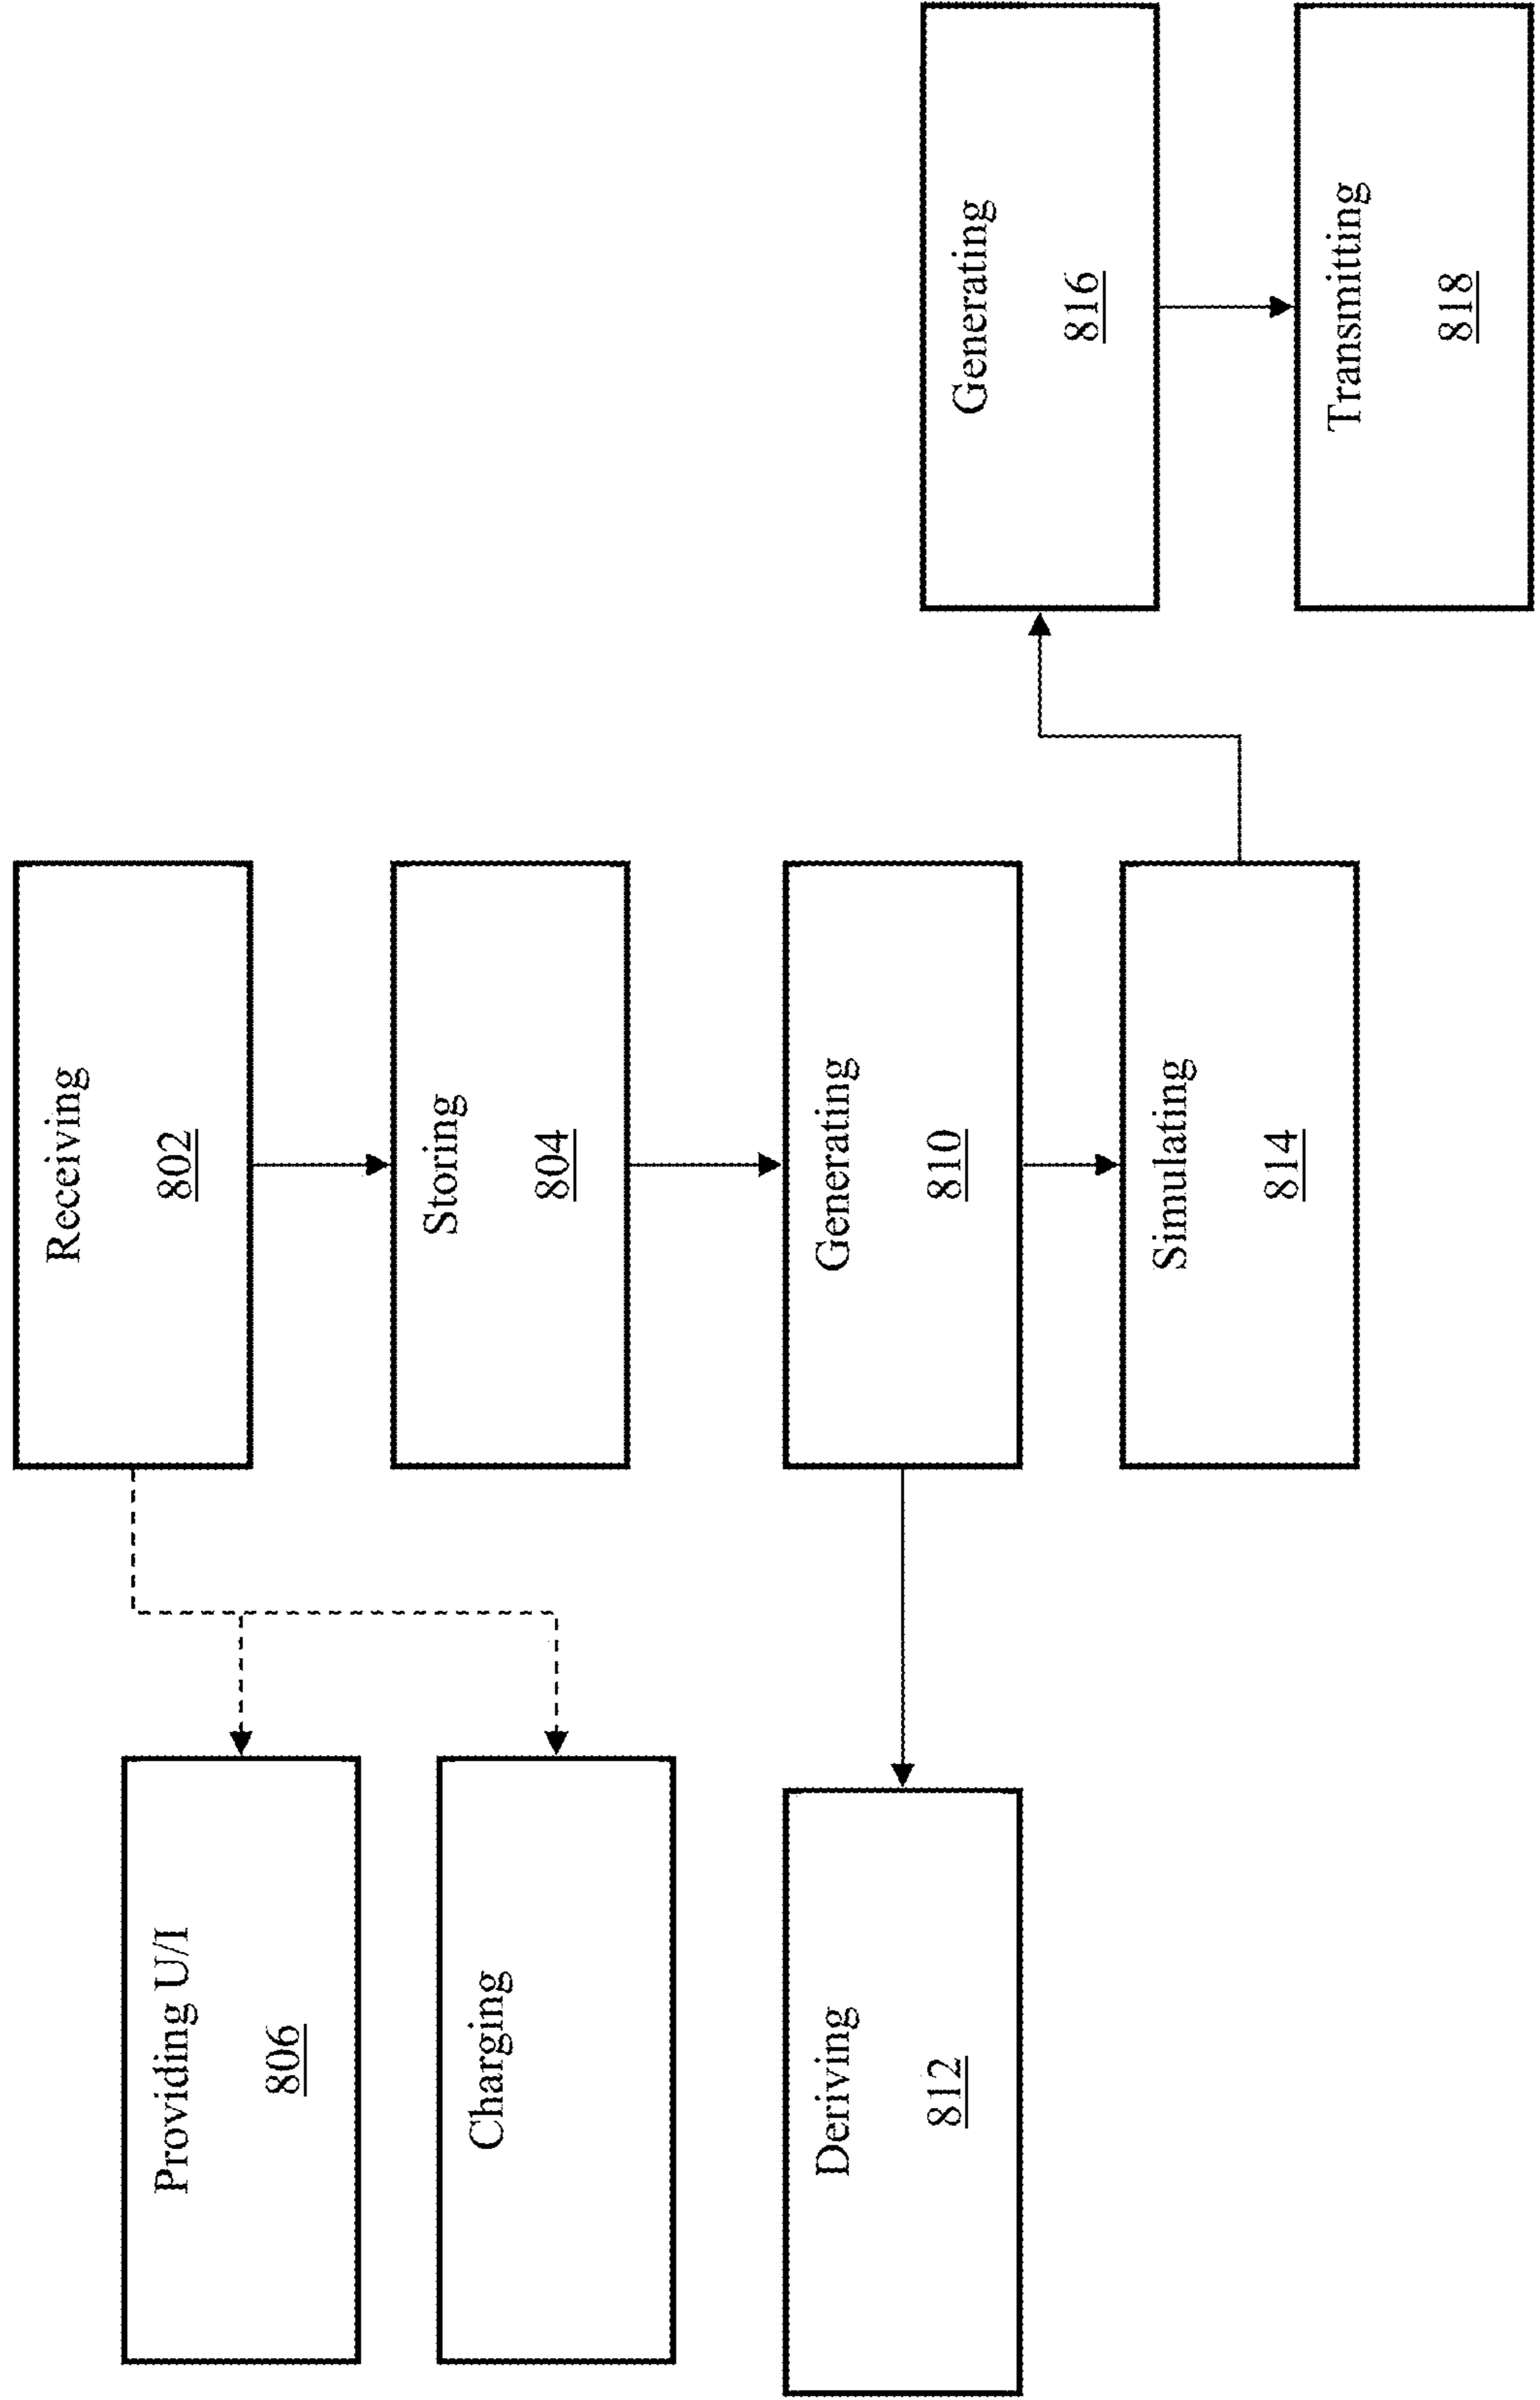 Receiving
802
Storing
804
Providing U/I
806
Charging
Generating
810
Deriving
812
Simulating
814
Generating
816
Transmitting
818